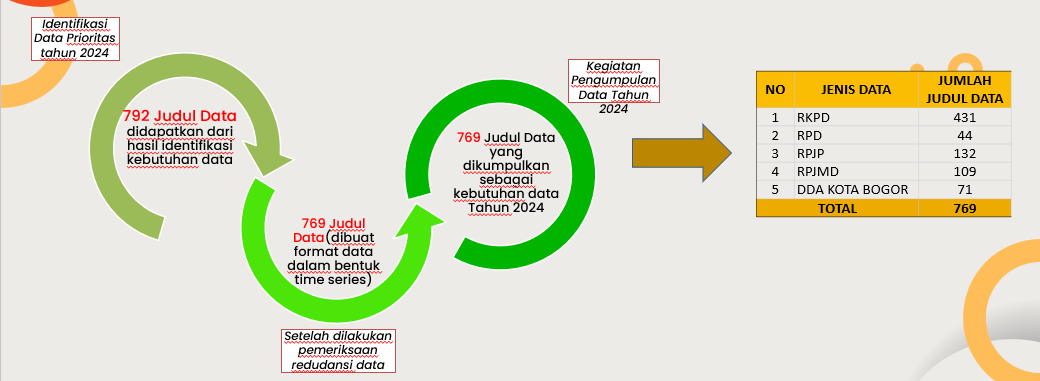 Identifikasi
Data Prioritas
tahun 2024
792 Judul Data
didapatkan dari
hasil identifikasi
kebutuhan data
769 Judul
Data(dibuat
format data
dalam bentuk
time series)
Setelah dilakukan
pemeriksaan
redudansi data
769 Judul Data
yang
dikumpulkan
sebagai
kebutuhan data
Tahun 2024
Kegiatan
Pengumpulan
Data Tahun
2024
NO JENIS DATA JUMLAH JUDUL DATA
1 RKPD 431
2 RPD 44
3 RPJP 132
4 RPJMD 109
5 DDA KOTA BOGOR 71
TOTAL 769